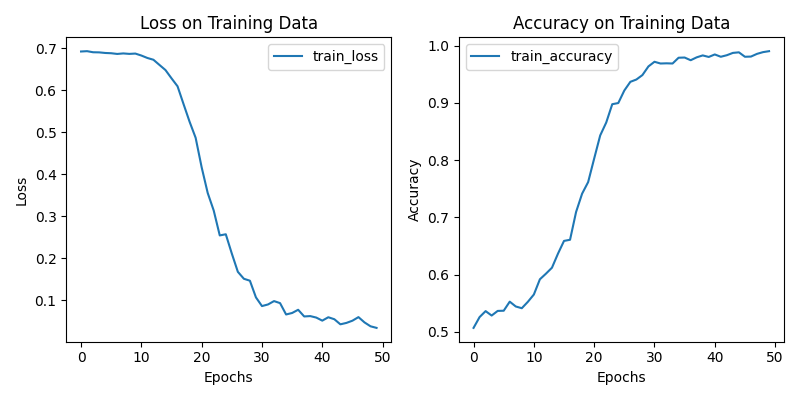 Loss on Training Data
train_loss
0.7
0.6
0.5
0.4
0.3
0.2
0.1
Loss
0 10 20 30 40 50
Epochs
Accuracy on Training Data
train_accuracy
1.0
0.9
0.8
0.7
0.6
0.5
Accuracy
0 10 20 30 40 50
Epochs